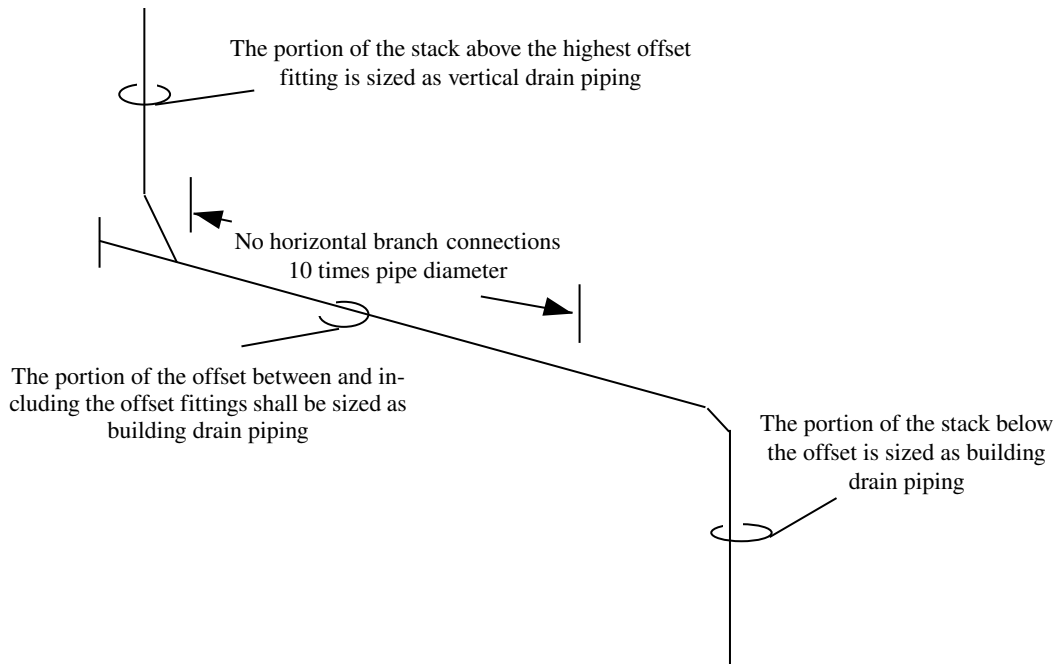 The portion of the stack above the highest offset
fitting is sized as vertical drain piping
No horizontal branch connections
10 times pipe diameter
The portion of the offset between and in-
cluding the offset fittings shall be sized as
building drain piping
The portion of the stack below
the offset is sized as building
drain piping